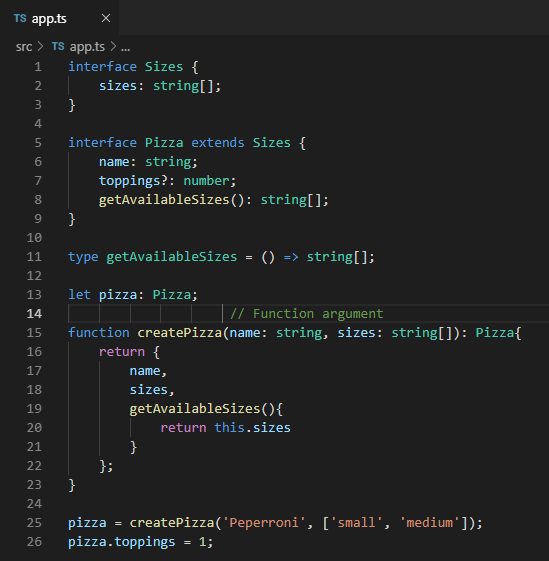 TS app.ts ×
src > TS app.ts > ...
1 interface Sizes {
2     sizes: string[];
3 }
4
5 interface Pizza extends Sizes {
6     name: string;
7     toppings?: number;
8     getAvailableSizes(): string[];
9 }
10
11 type getAvailableSizes = () => string[];
12
13 let pizza: Pizza;
14                     // Function argument
15 function createPizza(name: string, sizes: string[]): Pizza{
16     return {
17         name,
18         sizes,
19         getAvailableSizes(){
20             return this.sizes
21         }
22     };
23 }
24
25 pizza = createPizza('Peperroni', ['small', 'medium']);
26 pizza.toppings = 1;